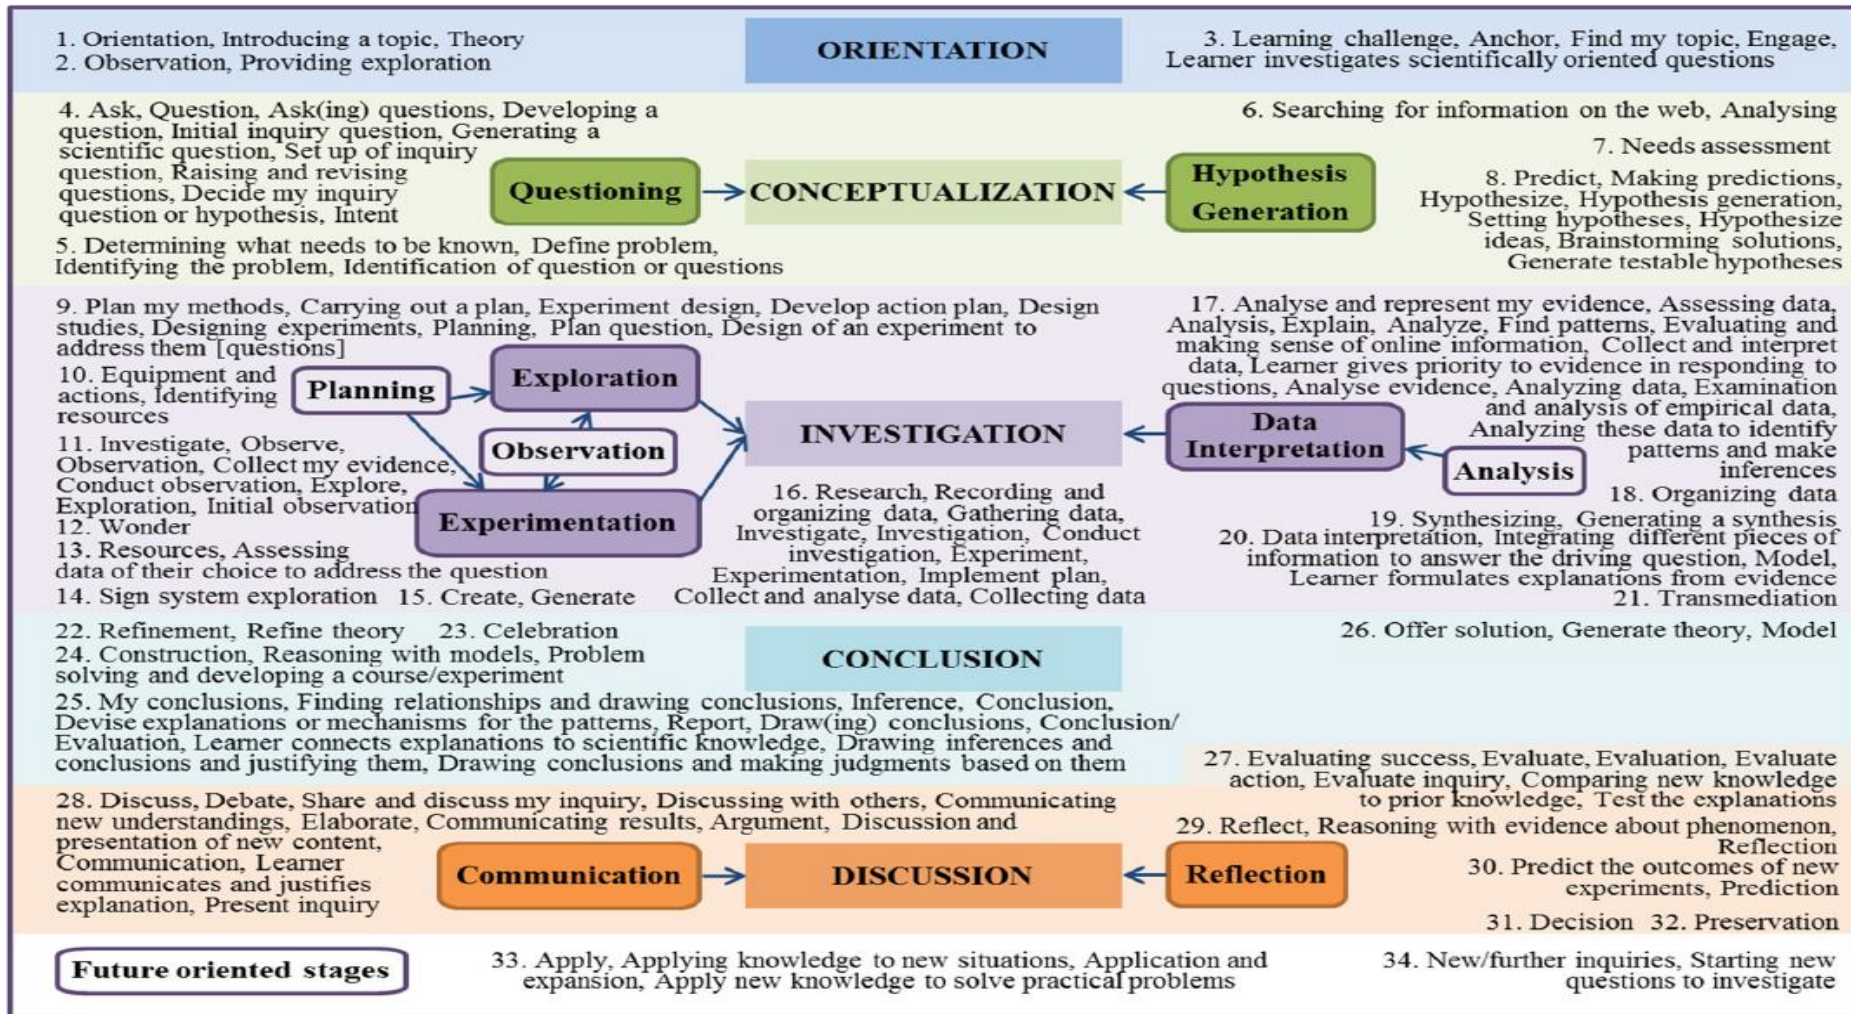 1. Orientation, Introducing a topic, Theory
2. Observation, Providing exploration
ORIENTATION
3. Learning challenge, Anchor, Find my topic, Engage,
Learner investigates scientifically oriented questions
4. Ask, Question, Ask(ing) questions, Developing a
question, Initial inquiry question, Generating a
scientific question, Set up of inquiry
question, Raising and revising
questions, Decide my inquiry
question or hypothesis, Intent
5. Determining what needs to be known, Define problem,
Identifying the problem, Identification of question or questions
Questioning
CONCEPTUALIZATION
Hypothesis
Generation
6. Searching for information on the web, Analysing
7. Needs assessment
8. Predict, Making predictions,
Hypothesize, Hypothesis generation,
Setting hypotheses, Hypothesize
ideas, Brainstorming solutions,
Generate testable hypotheses
9. Plan my methods, Carrying out a plan, Experiment design, Develop action plan, Design
studies, Designing experiments, Planning, Plan question, Design of an experiment to
address them [questions]
10. Equipment and
actions, Identifying
resources
11. Investigate, Observe,
Observation, Collect my evidence,
Conduct observation, Explore,
Exploration, Initial observation
12. Wonder
13. Resources, Assessing
data of their choice to address the question
14. Sign system exploration 15. Create, Generate
Planning
Exploration
Observation
Experimentation
INVESTIGATION
16. Research, Recording and
organizing data, Gathering data,
Investigate, Investigation, Conduct
investigation, Experiment,
Experimentation, Implement plan,
Collect and analyse data, Collecting data
Data
Interpretation
Analysis
17. Analyse and represent my evidence, Assessing data,
Analysis, Explain, Analyze, Find patterns, Evaluating and
making sense of online information, Collect and interpret
data, Learner gives priority to evidence in responding to
questions, Analyse evidence, Analyzing data, Examination
and analysis of empirical data,
Analyzing these data to identify
patterns and make
inferences
18. Organizing data
19. Synthesizing, Generating a synthesis
20. Data interpretation, Integrating different pieces of
information to answer the driving question, Model,
Learner formulates explanations from evidence
21. Transmediation
22. Refinement, Refine theory 23. Celebration
24. Construction, Reasoning with models, Problem
solving and developing a course/experiment
25. My conclusions, Finding relationships and drawing conclusions, Inference, Conclusion,
Devise explanations or mechanisms for the patterns, Report, Draw(ing) conclusions, Conclusion/
Evaluation, Learner connects explanations to scientific knowledge, Drawing inferences and
conclusions and justifying them, Drawing conclusions and making judgments based on them
CONCLUSION
26. Offer solution, Generate theory, Model
27. Evaluating success, Evaluate, Evaluation, Evaluate
action, Evaluate inquiry, Comparing new knowledge
to prior knowledge, Test the explanations
28. Discuss, Debate, Share and discuss my inquiry, Discussing with others, Communicating
new understandings, Elaborate, Communicating results, Argument, Discussion and
presentation of new content,
Communication, Learner
communicates and justifies
explanation, Present inquiry
Communication
DISCUSSION
Reflection
29. Reflect, Reasoning with evidence about phenomenon,
Reflection
30. Predict the outcomes of new
experiments, Prediction
31. Decision 32. Preservation
Future oriented stages
33. Apply, Applying knowledge to new situations, Application and
expansion, Apply new knowledge to solve practical problems
34. New/further inquiries, Starting new
questions to investigate